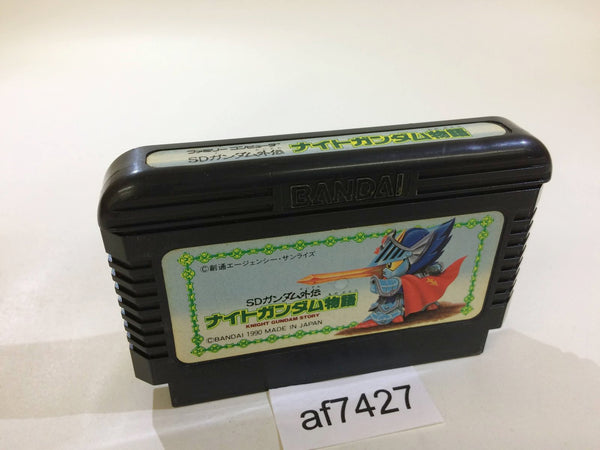 ファミリーコンピュータ
SDガンダム外伝 ナイトガンダム物語
BANDAI
©創通エージェンシー・サンライズ
SDガンダム外伝
ナイトガンダム物語
KNIGHT GUNDAM STORY
©BANDAI 1990 MADE IN JAPAN
af7427